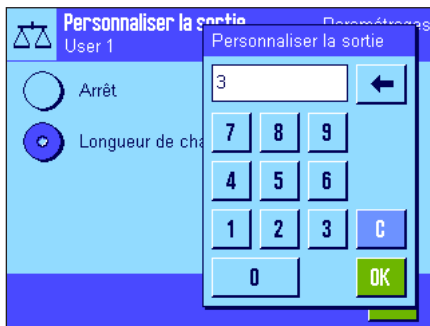 Personnaliser la sortie
User 1
Arrêt
Longueur de
Personnaliser la sortie
3
7 8 9
4 5 6
1 2 3 C
0 OK